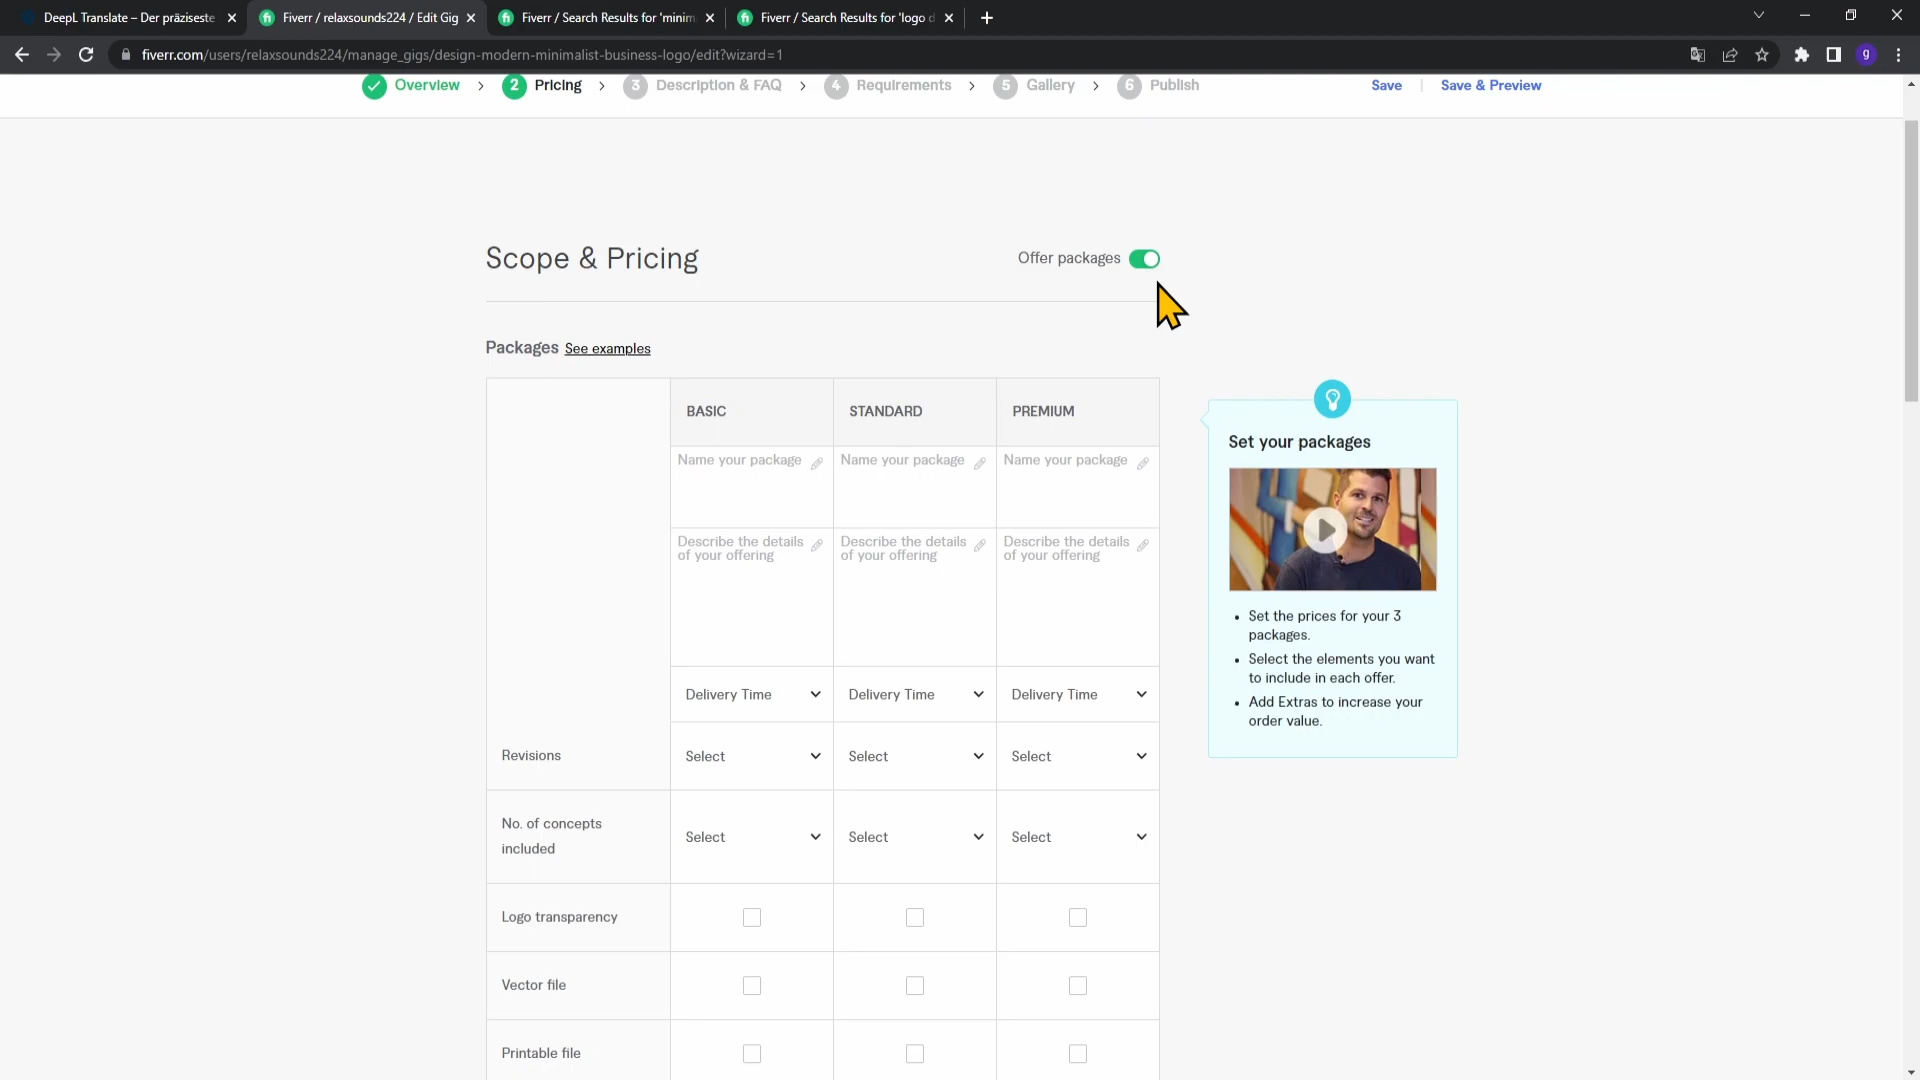 DeepL Translate – Der präziseste
Fiverr / relaxsounds224 / Edit Gig
Fiverr / Search Results for 'minim
Fiverr / Search Results for 'logo d
fiverr.com/users/relaxsounds224/manage_gigs/design-modern-minimalist-business-logo/edit?wizard=1
g
Overview
2 Pricing
3 Description & FAQ
4 Requirements
5 Gallery
6 Publish
Save
Save & Preview
Scope & Pricing
Offer packages
Packages See examples
BASIC STANDARD PREMIUM
Name your package Name your package Name your package
Describe the details Describe the details Describe the details
of your offering of your offering of your offering
Delivery Time Delivery Time Delivery Time
Revisions Select Select Select
No. of concepts
included
Select Select Select
Logo transparency
Vector file
Printable file
Set your packages
• Set the prices for your 3
packages.
• Select the elements you want
to include in each offer.
• Add Extras to increase your
order value.